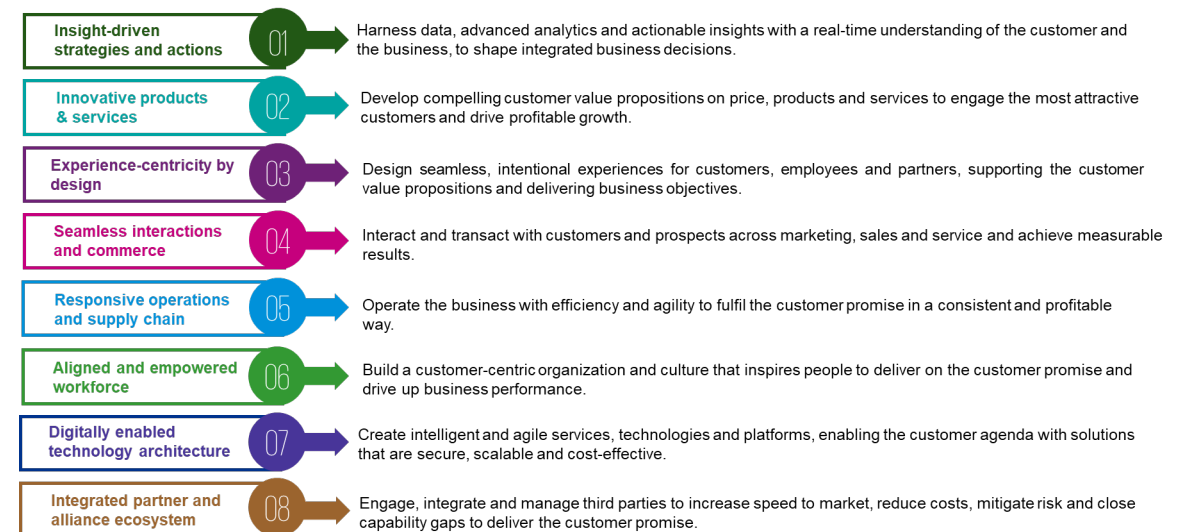 Insight-driven
strategies and actions
01
Harness data, advanced analytics and actionable insights with a real-time understanding of the customer and
the business, to shape integrated business decisions.
Innovative products
& services
02
Develop compelling customer value propositions on price, products and services to engage the most attractive
customers and drive profitable growth.
Experience-centricity by
design
03
Design seamless, intentional experiences for customers, employees and partners, supporting the customer
value propositions and delivering business objectives.
Seamless interactions
and commerce
04
Interact and transact with customers and prospects across marketing, sales and service and achieve measurable
results.
Responsive operations
and supply chain
05
Operate the business with efficiency and agility to fulfil the customer promise in a consistent and profitable
way.
Aligned and empowered
workforce
06
Build a customer-centric organization and culture that inspires people to deliver on the customer promise and
drive up business performance.
Digitally enabled
technology architecture
07
Create intelligent and agile services, technologies and platforms, enabling the customer agenda with solutions
that are secure, scalable and cost-effective.
Integrated partner and
alliance ecosystem
08
Engage, integrate and manage third parties to increase speed to market, reduce costs, mitigate risk and close
capability gaps to deliver the customer promise.